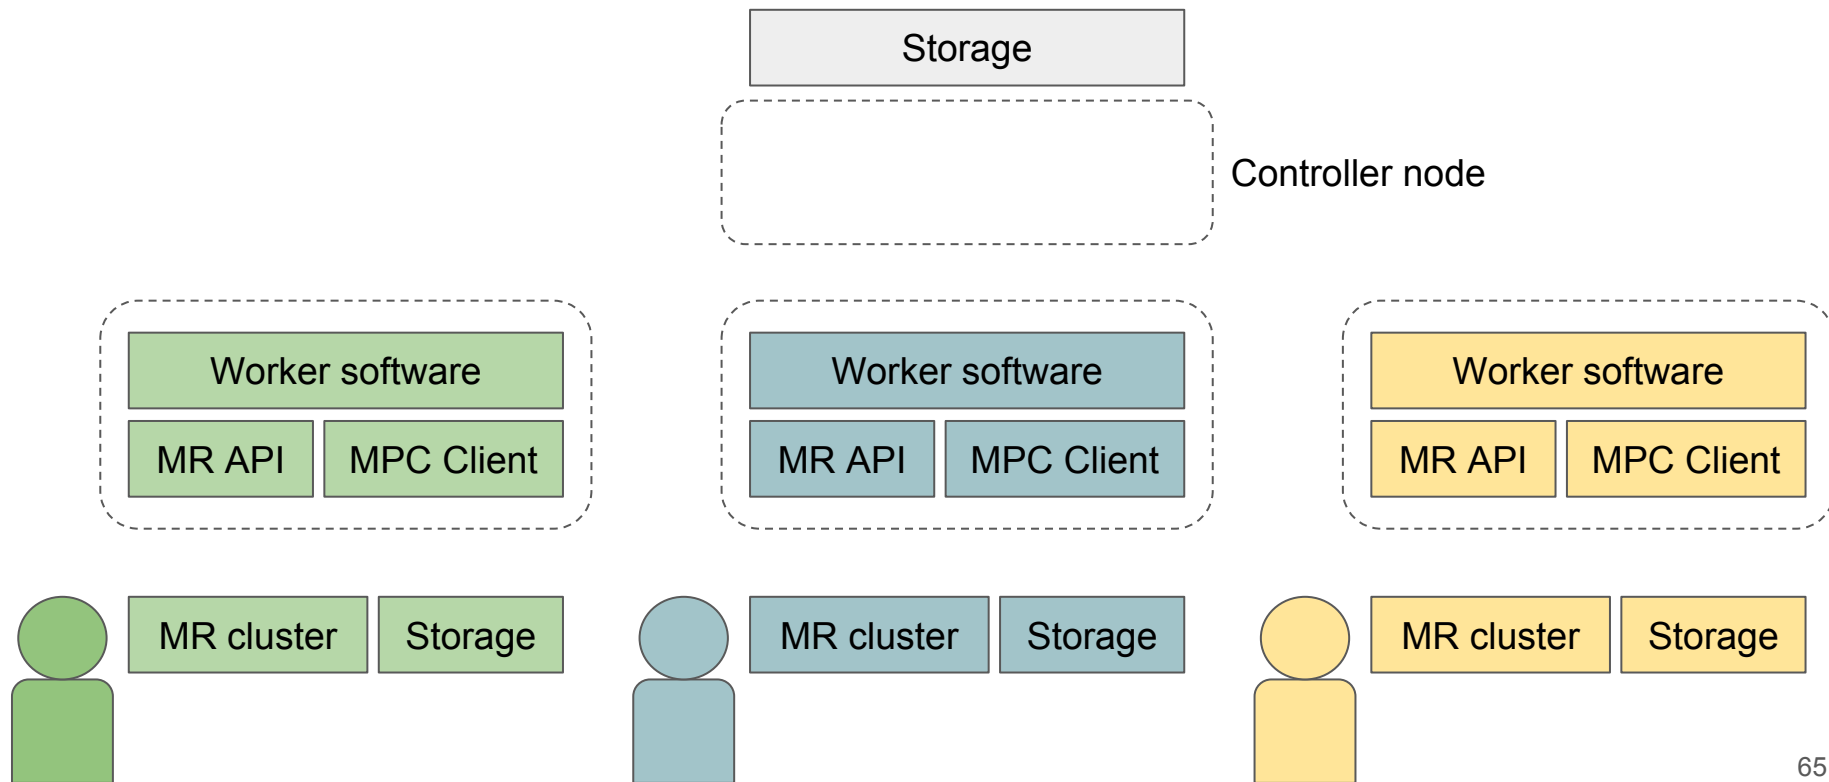 Storage
Controller node
Worker software
MR API
MPC Client
MR cluster
Storage
Worker software
MR API
MPC Client
MR cluster
Storage
Worker software
MR API
MPC Client
MR cluster
Storage
65